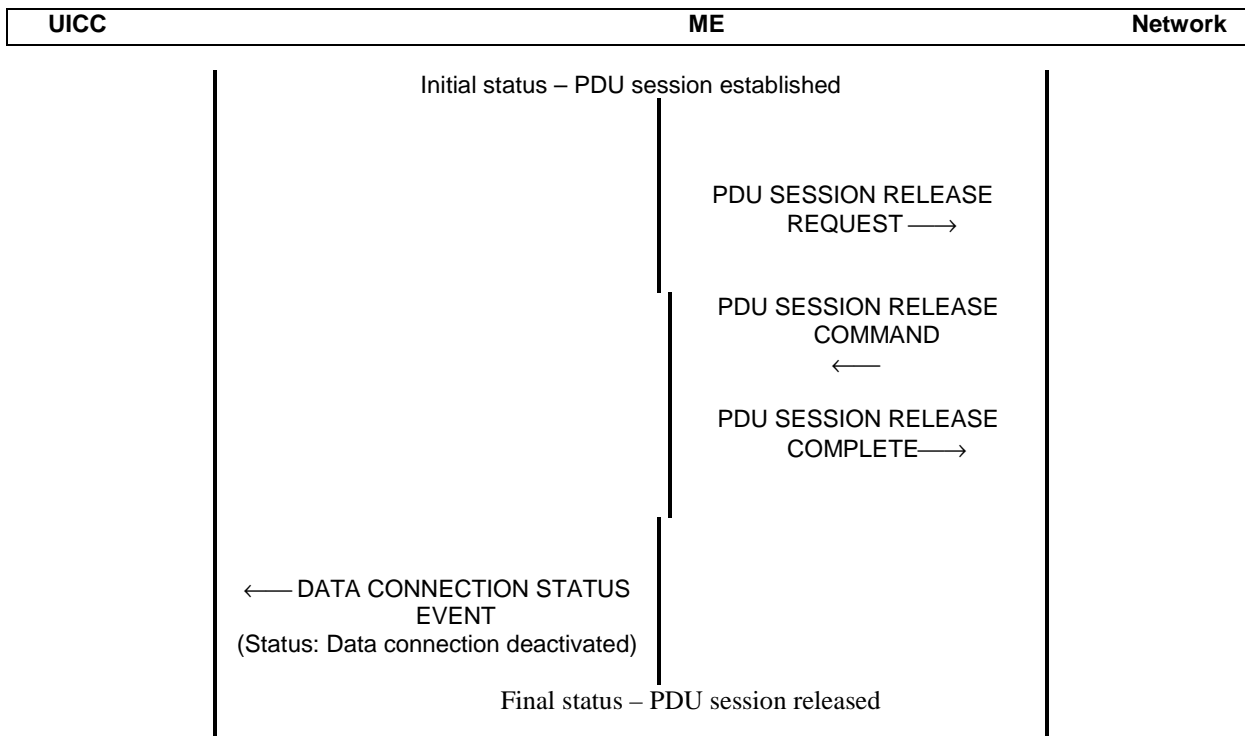 UICC ME Network
Initial status – PDU session established
PDU SESSION RELEASE
REQUEST ⟶
PDU SESSION RELEASE
COMMAND
⟵
PDU SESSION RELEASE
COMPLETE⟶
⟵ DATA CONNECTION STATUS
EVENT
(Status: Data connection deactivated)
Final status – PDU session released